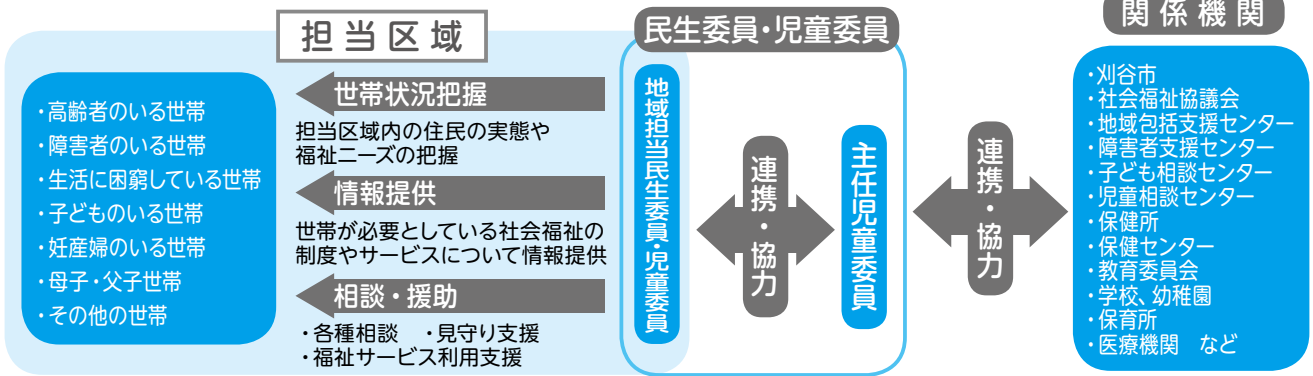 担当区域
・高齢者のいる世帯
・障害者のいる世帯
・生活に困窮している世帯
・子どものいる世帯
・妊産婦のいる世帯
・母子・父子世帯
・その他の世帯
世帯状況把握
担当区域内の住民の実態や
福祉ニーズの把握
情報提供
世帯が必要としている社会福祉の
制度やサービスについて情報提供
相談・援助
・各種相談　・見守り支援
・福祉サービス利用支援
民生委員・児童委員
地域担当民生委員・児童委員
連携・協力
主任児童委員
連携・協力
関係機関
・刈谷市
・社会福祉協議会
・地域包括支援センター
・障害者支援センター
・子ども相談センター
・児童相談センター
・保健所
・保健センター
・教育委員会
・学校、幼稚園
・保育所
・医療機関　など